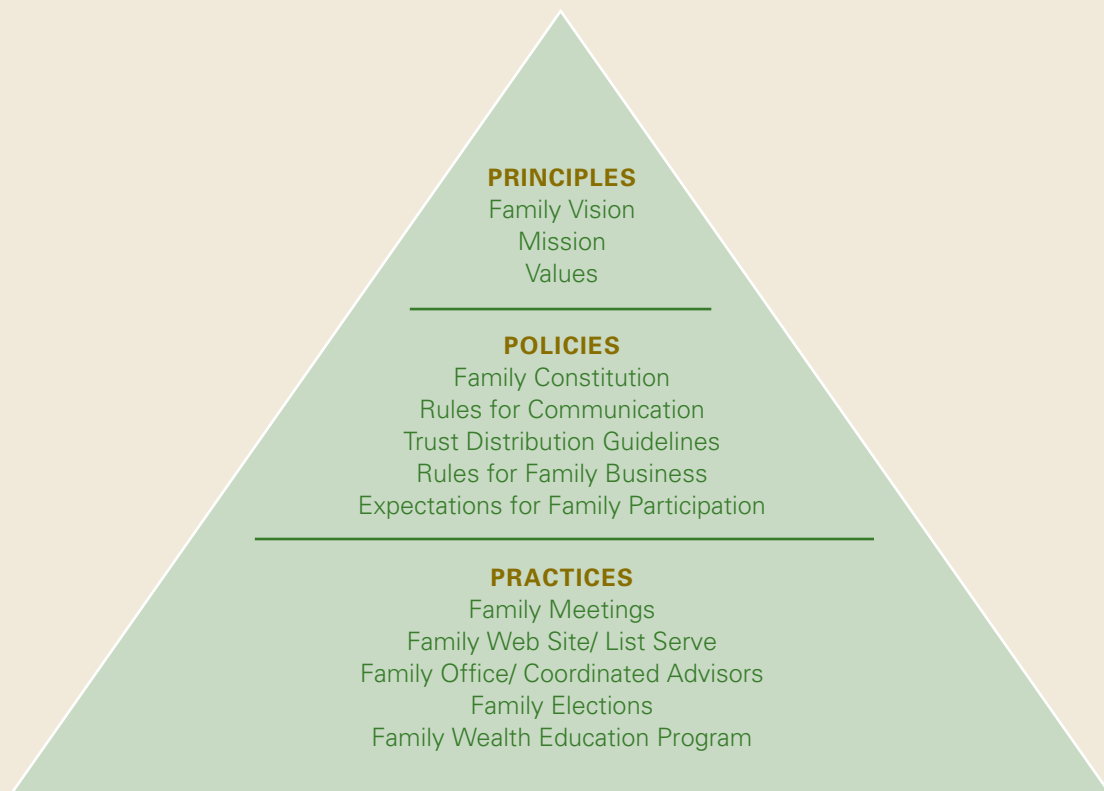 PRINCIPLES
Family Vision
Mission
Values
POLICIES
Family Constitution
Rules for Communication
Trust Distribution Guidelines
Rules for Family Business
Expectations for Family Participation
PRACTICES
Family Meetings
Family Web Site/ List Serve
Family Office/ Coordinated Advisors
Family Elections
Family Wealth Education Program